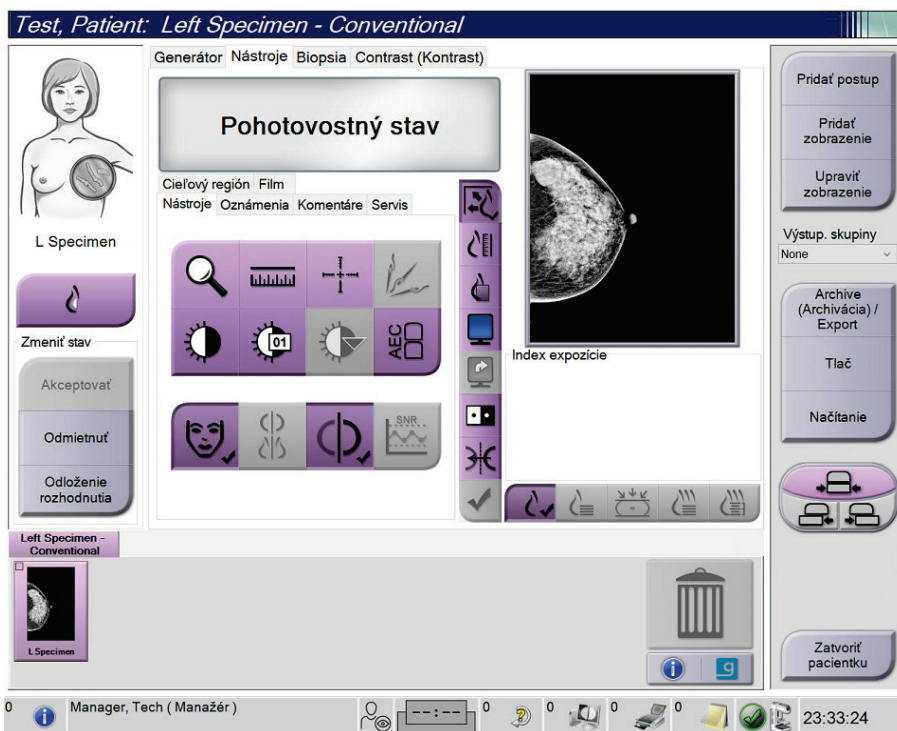 Test, Patient: Left Specimen - Conventional
Generátor Nástroje Biopsia Contrast (Kontrast)
Pohotovostný stav
Cieľový región Film
Nástroje Oznámenia Komentáre Servis
L Specimen
Zmeniť stav
Akceptovať
Odmietnuť
Odloženie
rozhodnutia
01
AEC
SNR
Index expozície
Pridať postup
Pridať
zobrazenie
Upraviť
zobrazenie
Výstup. skupiny
None
Archive
(Archivácia) /
Export
Tlač
Načítanie
Left Specimen -
Conventional
L Specimen
Zatvoriť
pacientku
0 Manager, Tech ( Manažér ) --:-- 0 0 0 23:33:24